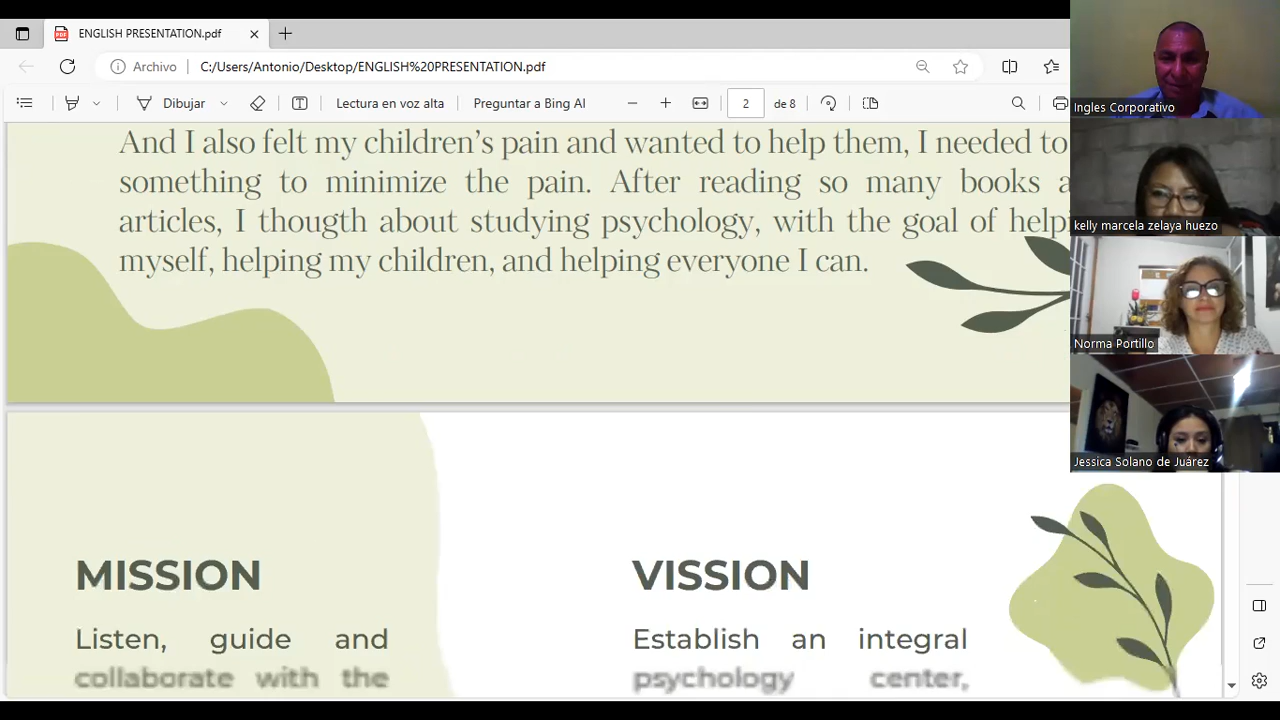 ENGLISH PRESENTATION.pdf
Archivo C:/Users/Antonio/Desktop/ENGLISH%20PRESENTATION.pdf
Dibujar Lectura en voz alta Preguntar a Bing AI 2 de 8
And I also felt my children's pain and wanted to help them, I needed to
something to minimize the pain. After reading so many books
articles, I thougth about studying psychology, with the goal of
myself, helping my children, and helping everyone I can.
MISSION
Listen, guide and
collaborate with the
VISSION
Establish an integral
psychology center,
Ingles Corporativo
kelly marcela zelaya huezo
Norma Portillo
Jessica Solano de Juárez